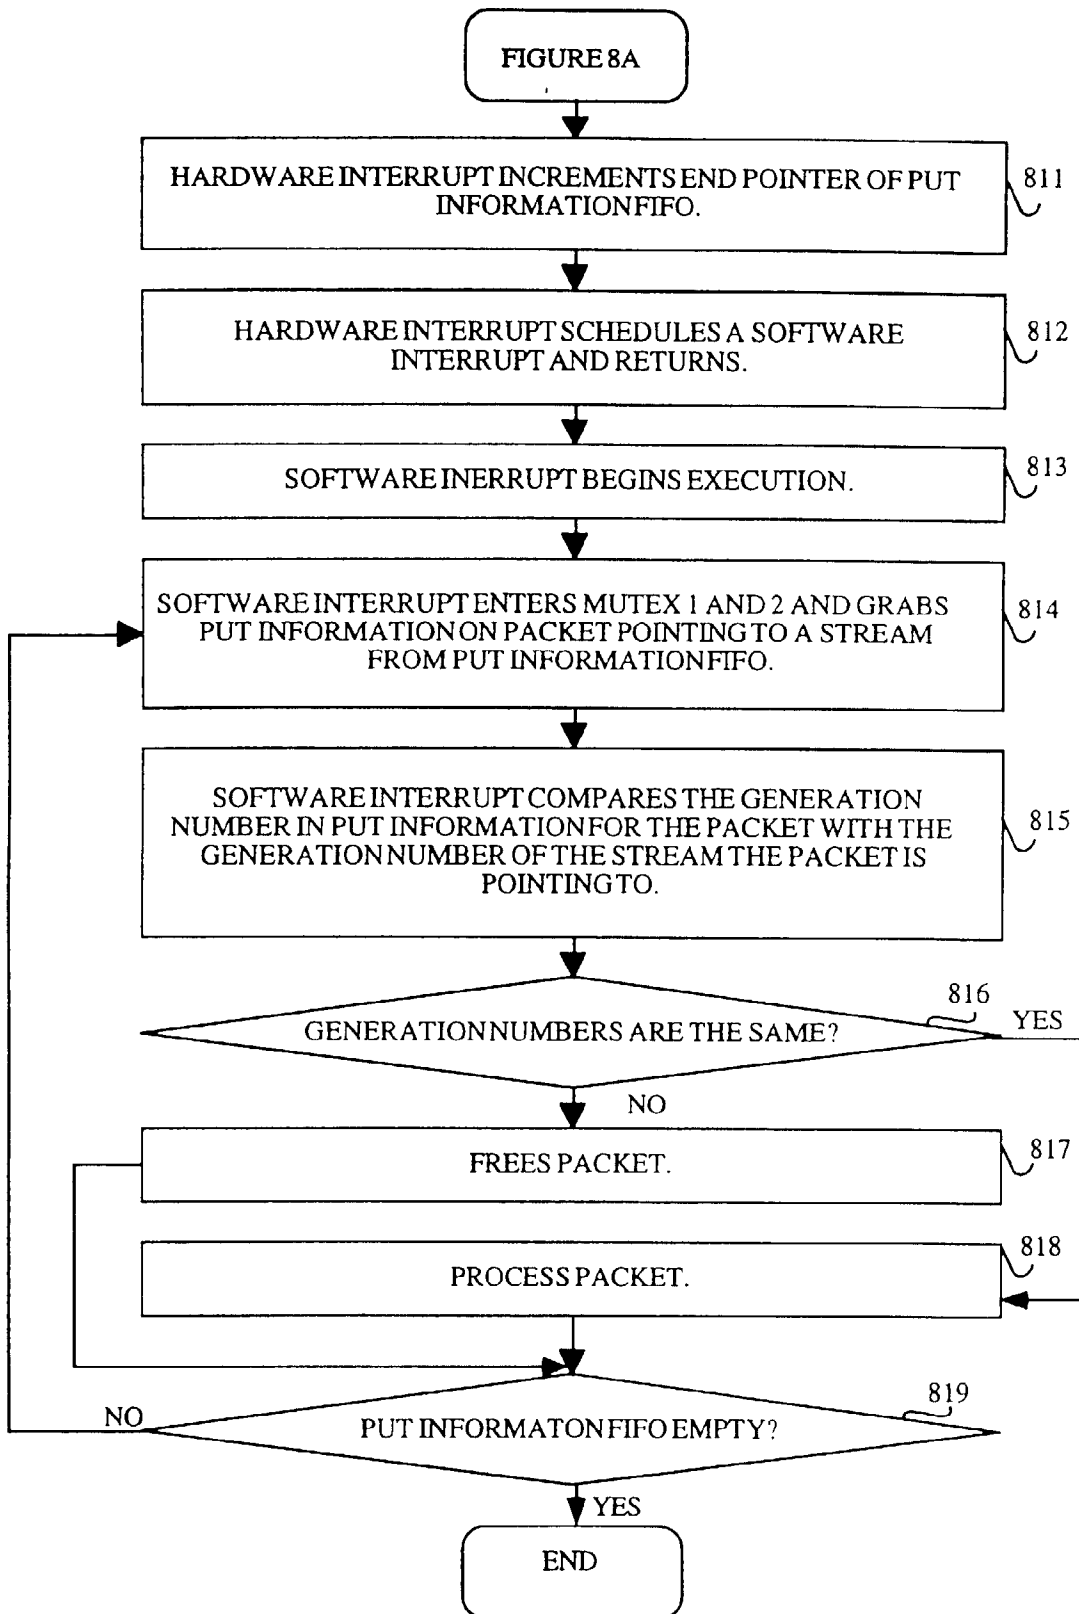 FIGURE 8A
HARDWARE INTERRUPT INCREMENTS END POINTER OF PUT
INFORMATION FIFO.
811
HARDWARE INTERRUPT SCHEDULES A SOFTWARE
INTERRUPT AND RETURNS.
812
SOFTWARE INERRUPT BEGINS EXECUTION.
813
SOFTWARE INTERRUPT ENTERS MUTEX 1 AND 2 AND GRABS
PUT INFORMATION ON PACKET POINTING TO A STREAM
FROM PUT INFORMATION FIFO.
814
SOFTWARE INTERRUPT COMPARES THE GENERATION
NUMBER IN PUT INFORMATION FOR THE PACKET WITH THE
GENERATION NUMBER OF THE STREAM THE PACKET IS
POINTING TO.
815
GENERATION NUMBERS ARE THE SAME?
816
YES
NO
FREES PACKET.
817
PROCESS PACKET.
818
PUT INFORMATON FIFO EMPTY?
819
NO
YES
END